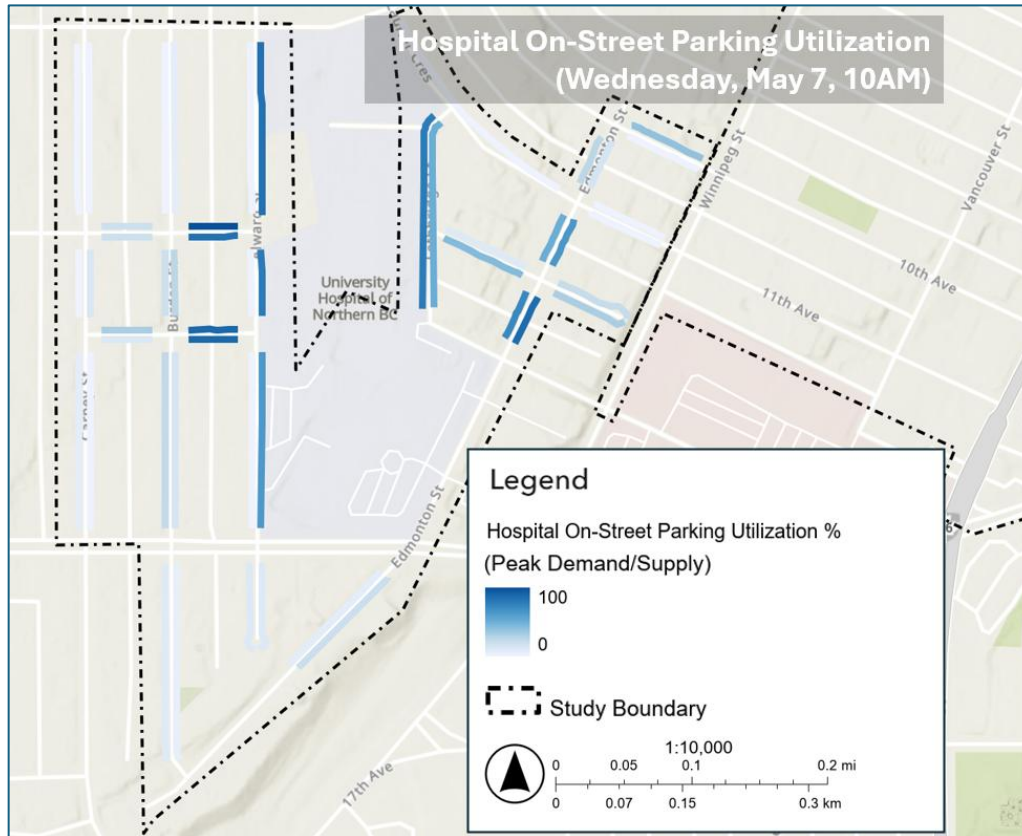 Hospital On-Street Parking Utilization
(Wednesday, May 7, 10AM)
Cres
Edmonton St
Winnipeg St
Vancouver St
10th Ave
11th Ave
University
Hospital of
Northern BC
Carney St
Edmonton St
17th Ave
Legend
Hospital On-Street Parking Utilization %
(Peak Demand/Supply)
100
0
Study Boundary
1:10,000
0 0.05 0.1 0.2 mi
0 0.07 0.15 0.3 km